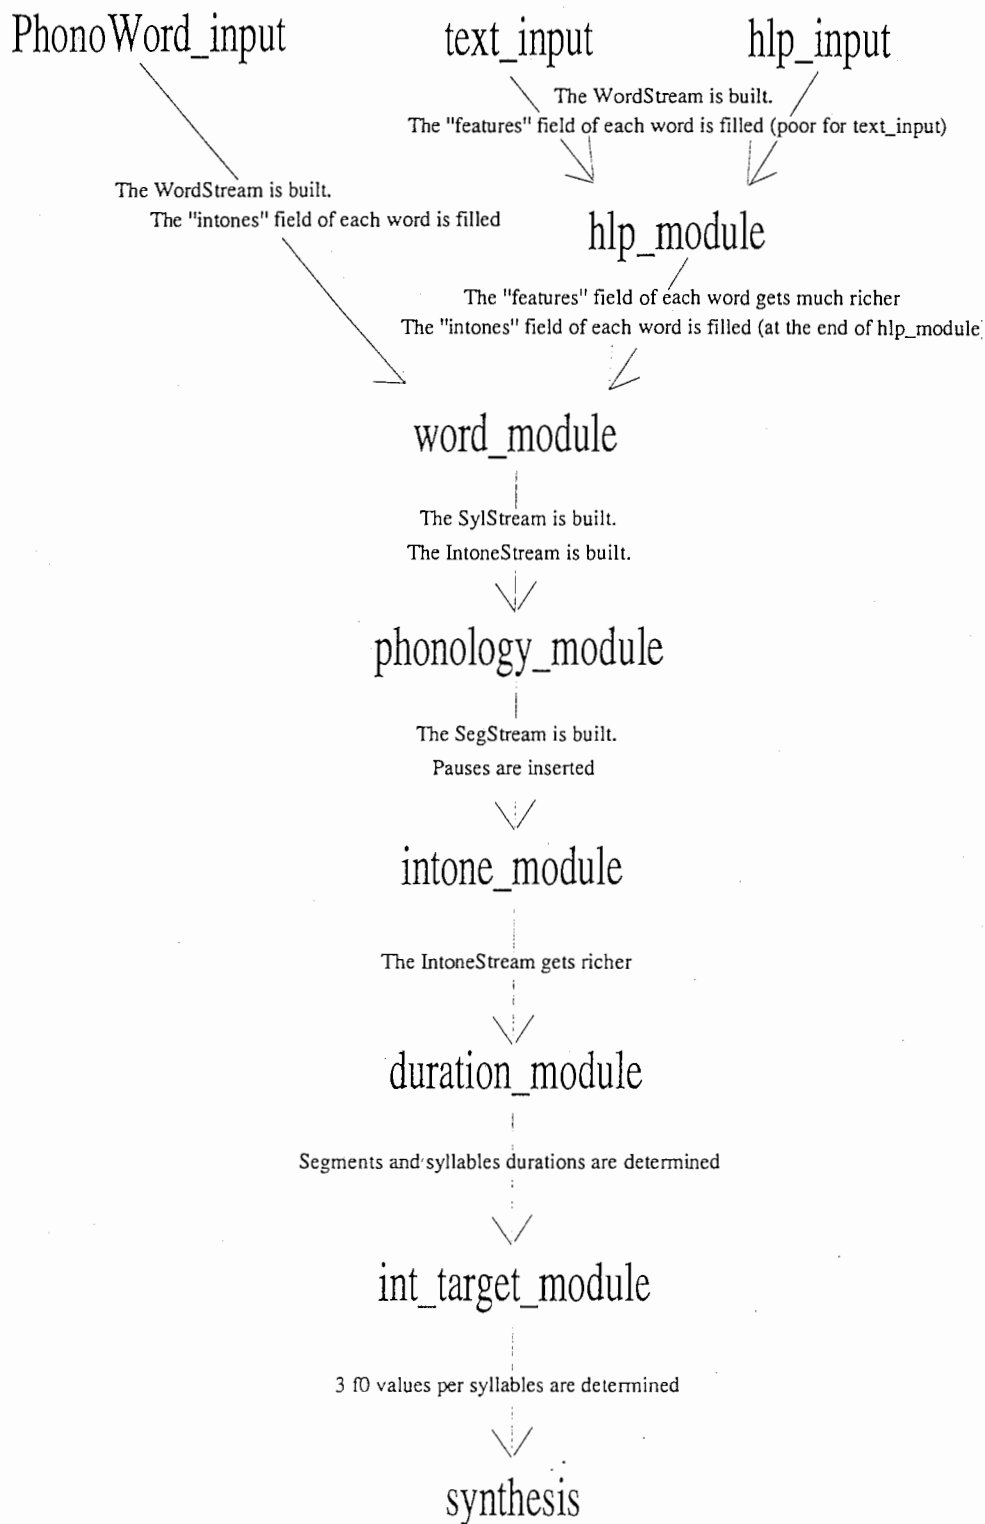 PhonoWord_input
text_input
hlp_input
The WordStream is built.
The "features" field of each word is filled (poor for text_input)
The WordStream is built.
The "intones" field of each word is filled
hlp_module
The "features" field of each word gets much richer
The "intones" field of each word is filled (at the end of hlp_module
word_module
The SylStream is built.
The IntoneStream is built.
phonology_module
The SegStream is built.
Pauses are inserted
intone_module
The IntoneStream gets richer
duration_module
Segments and syllables durations are determined
int_target_module
3 f0 values per syllables are determined
synthesis